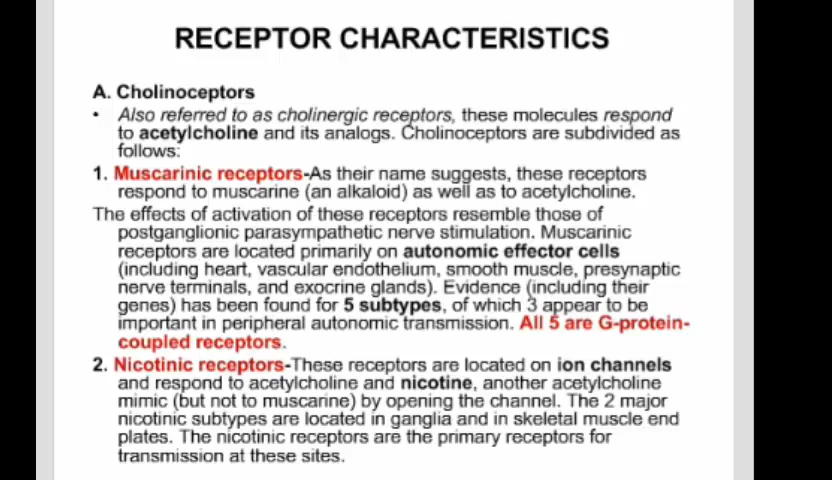 RECEPTOR CHARACTERISTICS
A. Cholinoceptors
• Also referred to as cholinergic receptors, these molecules respond
to acetylcholine and its analogs. Cholinoceptors are subdivided as
follows:
1. Muscarinic receptors-As their name suggests, these receptors
respond to muscarine (an alkaloid) as well as to acetylcholine.
The effects of activation of these receptors resemble those of
postganglionic parasympathetic nerve stimulation. Muscarinic
receptors are located primarily on autonomic effector cells
(including heart, vascular endothelium, smooth muscle, presynaptic
nerve terminals, and exocrine glands). Evidence (including their
genes) has been found for 5 subtypes, of which 3 appear to be
important in peripheral autonomic transmission. All 5 are G-protein-
coupled receptors.
2. Nicotinic receptors-These receptors are located on ion channels
and respond to acetylcholine and nicotine, another acetylcholine
mimic (but not to muscarine) by opening the channel. The 2 major
nicotinic subtypes are located in ganglia and in skeletal muscle end
plates. The nicotinic receptors are the primary receptors for
transmission at these sites.